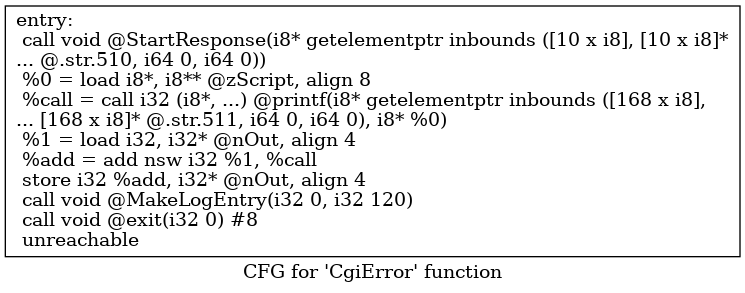 entry:
call void @StartResponse(i8* getelementptr inbounds ([10 x i8], [10 x i8]*
... @.str.510, i64 0, i64 0))
%0 = load i8*, i8** @zScript, align 8
%call = call i32 (i8*, ...) @printf(i8* getelementptr inbounds ([168 x i8],
... [168 x i8]* @.str.511, i64 0, i64 0), i8* %0)
%1 = load i32, i32* @nOut, align 4
%add = add nsw i32 %1, %call
store i32 %add, i32* @nOut, align 4
call void @MakeLogEntry(i32 0, i32 120)
call void @exit(i32 0) #8
unreachable
CFG for 'CgiError' function